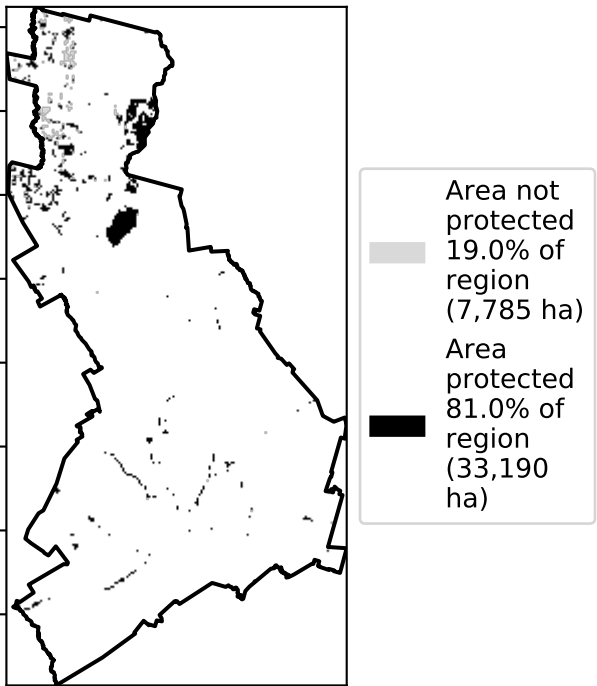 Area not
protected
19.0% of
region
(7,785 ha)
Area
protected
81.0% of
region
(33,190
ha)